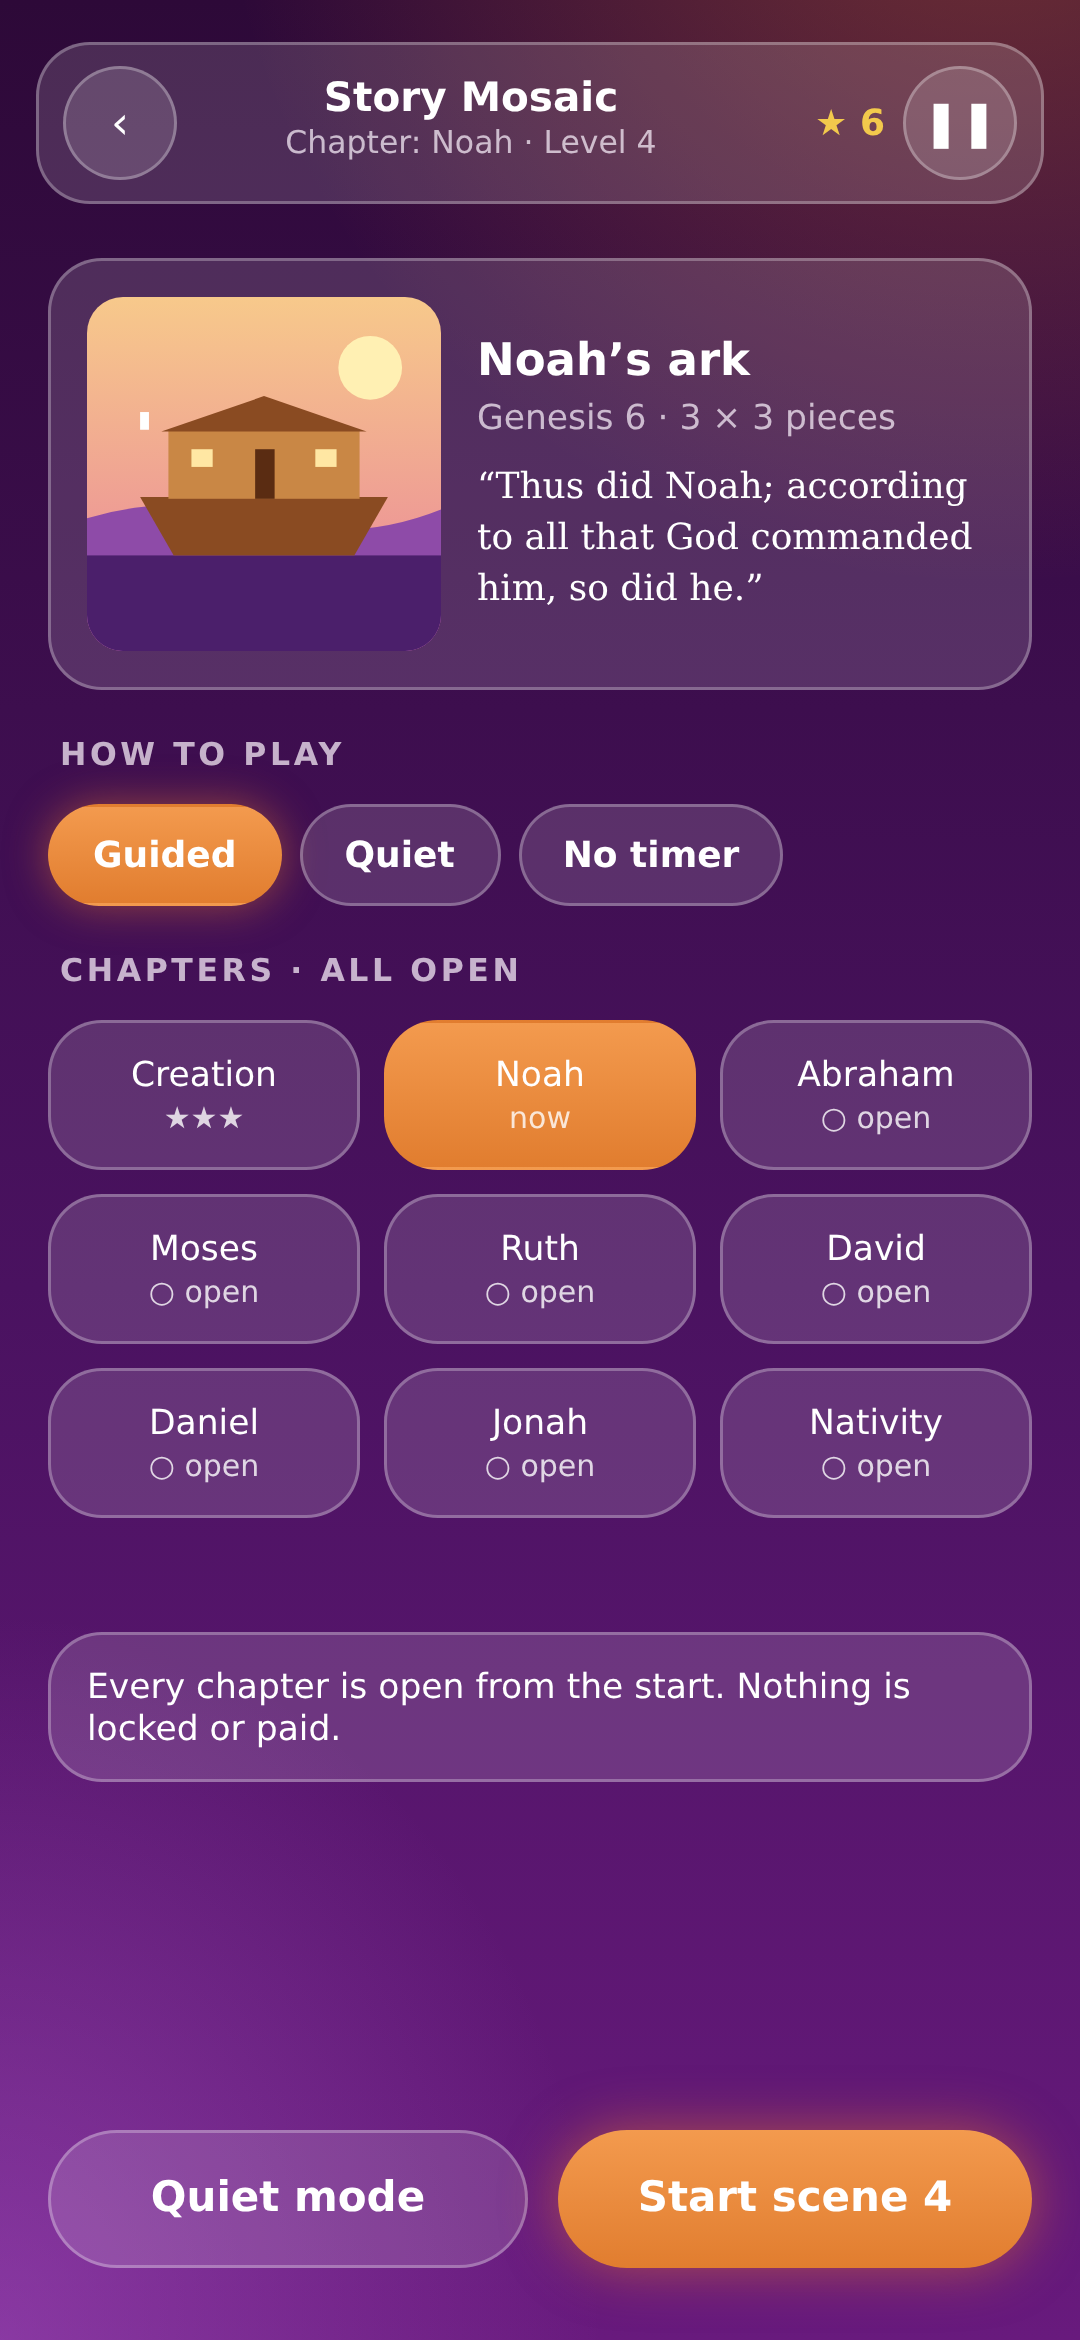 ‹
Story Mosaic
Chapter: Noah · Level 4
★ 6
❚❚
Noah’s ark
Genesis 6 · 3 × 3 pieces
“Thus did Noah; according
to all that God commanded
him, so did he.”
HOW TO PLAY
Guided
Quiet
No timer
CHAPTERS · ALL OPEN
Creation
★★★
Noah
now
Abraham
○ open
Moses
○ open
Ruth
○ open
David
○ open
Daniel
○ open
Jonah
○ open
Nativity
○ open
Every chapter is open from the start. Nothing is
locked or paid.
Quiet mode
Start scene 4